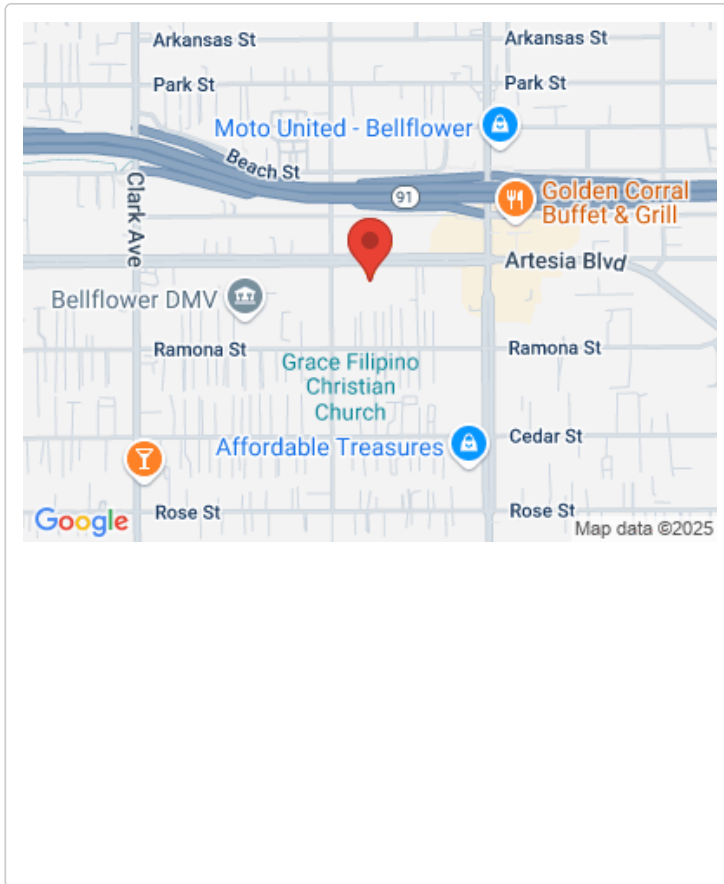 Arkansas St
Arkansas St
Park St
Park St
Moto United - Bellflower
Beach St
Clark Ave
91
Golden Corral
Buffet & Grill
Artesia Blvd
Bellflower DMV
Ramona St
Ramona St
Grace Filipino
Christian
Church
Cedar St
Affordable Treasures
Rose St
Rose St
Google
Map data ©2025